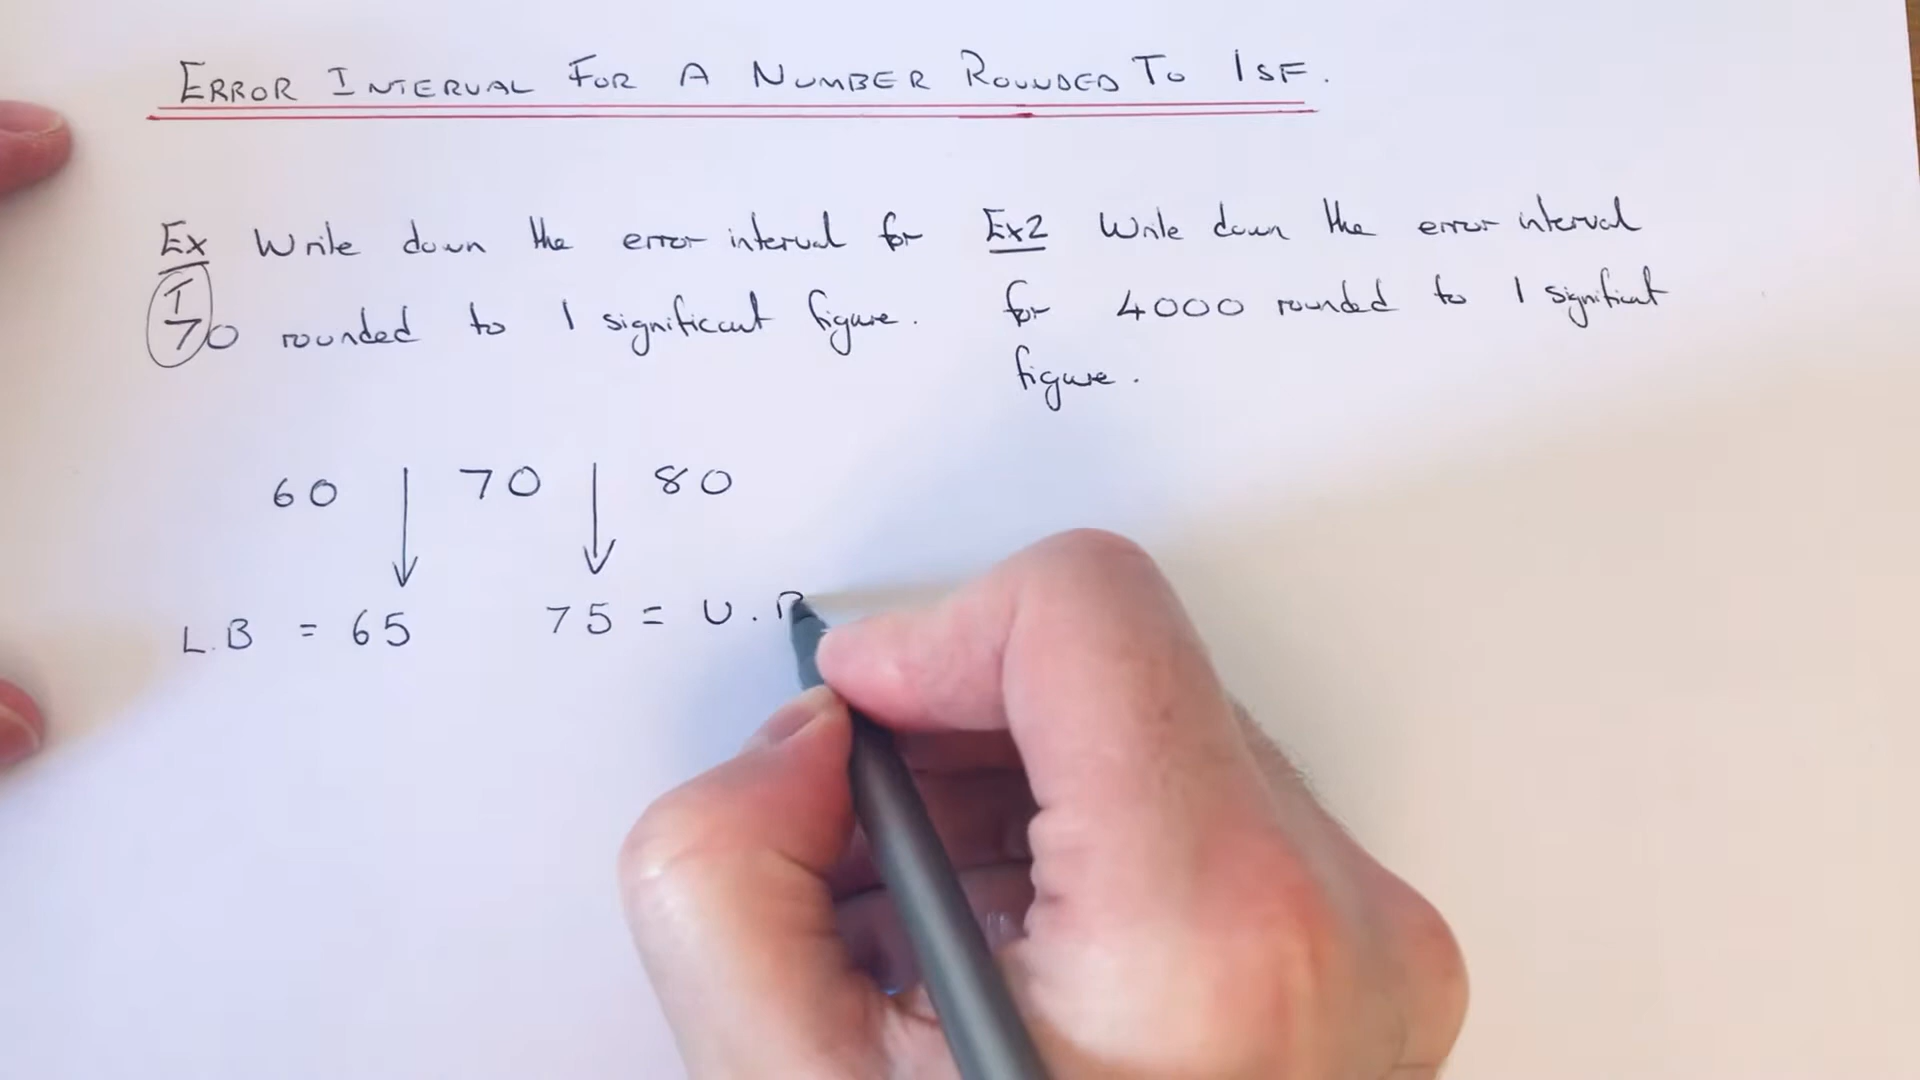 ERROR INTERVAL FOR A NUMBER ROUNDED TO 1SF.
Ex Write down the error interval for
T
70 rounded to 1 significant figure.
Ex2 Write down the error interval
for 4000 rounded to 1 significant
figure.
60 70 80
L.B = 65 75 = U.B